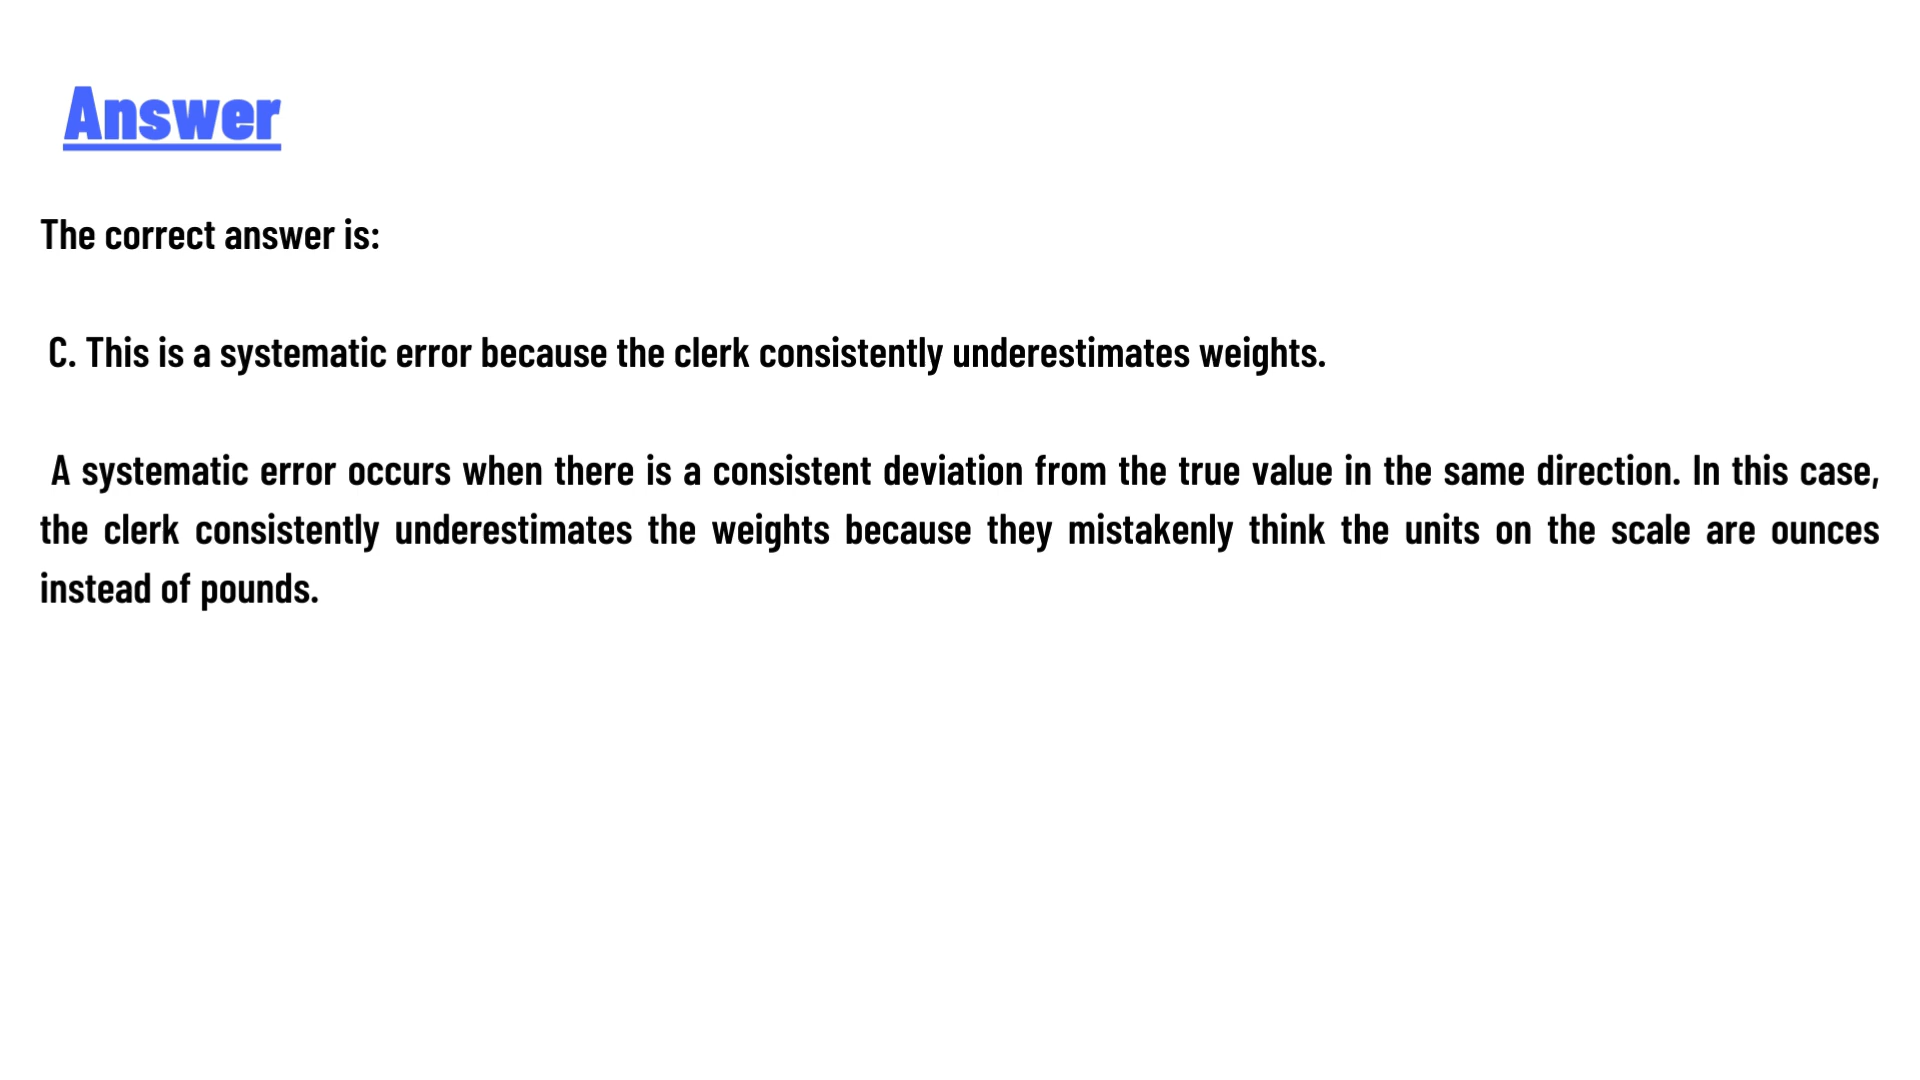 Answer
The correct answer is:
C. This is a systematic error because the clerk consistently underestimates weights.
A systematic error occurs when there is a consistent deviation from the true value in the same direction. In this case,
the clerk consistently underestimates the weights because they mistakenly think the units on the scale are ounces
instead of pounds.